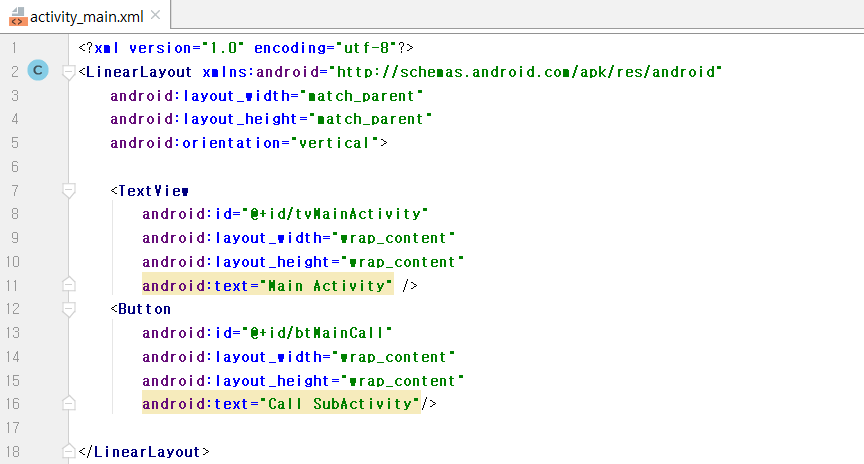 activity_main.xml
1 <?xml version="1.0" encoding="utf-8"?>
2 C <LinearLayout xmlns:android="http://schemas.android.com/apk/res/android"
3 android:layout_width="match_parent"
4 android:layout_height="match_parent"
5 android:orientation="vertical">
6
7 <TextView
8 android:id="@+id/tvMainActivity"
9 android:layout_width="wrap_content"
10 android:layout_height="wrap_content"
11 android:text="Main Activity" />
12 <Button
13 android:id="@+id/btMainCall"
14 android:layout_width="wrap_content"
15 android:layout_height="wrap_content"
16 android:text="Call SubActivity"/>
17
18 </LinearLayout>